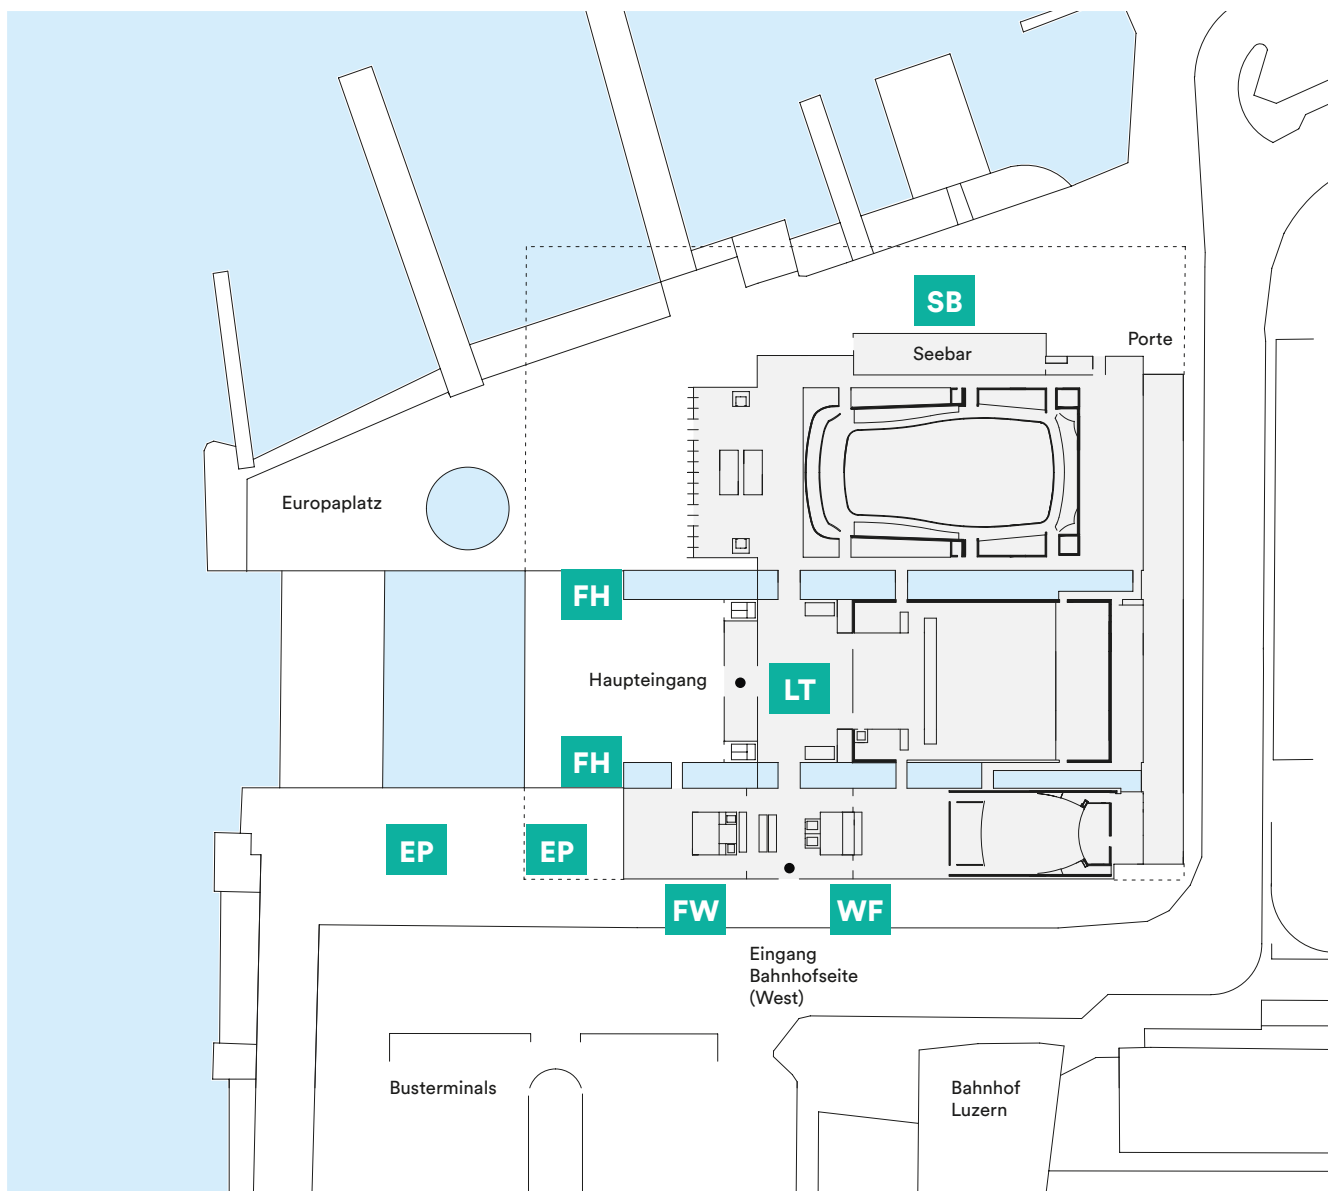 SB
Porte
Seebar
Europaplatz
FH
Haupteingang
LT
FH
EP
EP
FW
WF
Eingang
Bahnhofseite
(West)
Busterminals
Bahnhof
Luzern